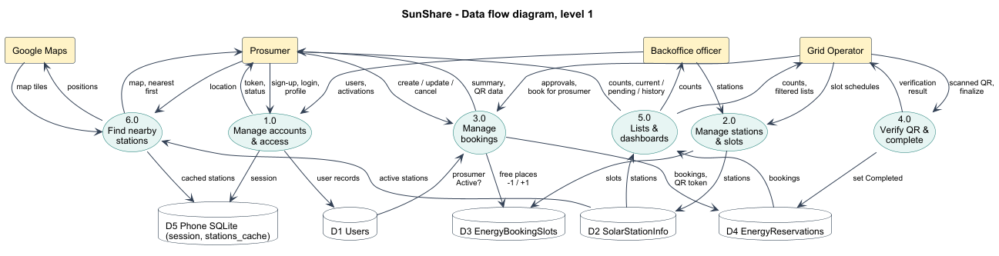 SunShare - Data flow diagram, level 1
Google Maps
Prosumer
Backoffice officer
Grid Operator
map tiles
positions
map, nearest
first
location
token,
status
sign-up, login,
profile
users,
activations
create / update /
cancel
summary,
QR data
approvals,
book for prosumer
counts, current /
pending / history
counts
stations
counts,
filtered lists
slot schedules
verification
result
scanned QR,
finalize
6.0
Find nearby
stations
1.0
Manage accounts
& access
3.0
Manage
bookings
5.0
Lists &
dashboards
2.0
Manage stations
& slots
4.0
Verify QR &
complete
cached stations
session
user records
active stations
prosumer
Active?
free places
-1 / +1
slots
stations
bookings,
QR token
stations
bookings
set Completed
D5 Phone SQLite
(session, stations_cache)
D1 Users
D3 EnergyBookingSlots
D2 SolarStationInfo
D4 EnergyReservations